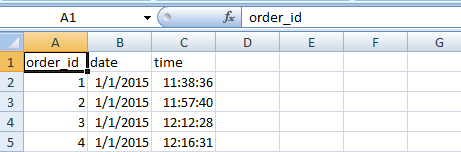 A1 fx order_id
A B C D E F G
1 order_id date time
2 1 1/1/2015 11:38:36
3 2 1/1/2015 11:57:40
4 3 1/1/2015 12:12:28
5 4 1/1/2015 12:16:31